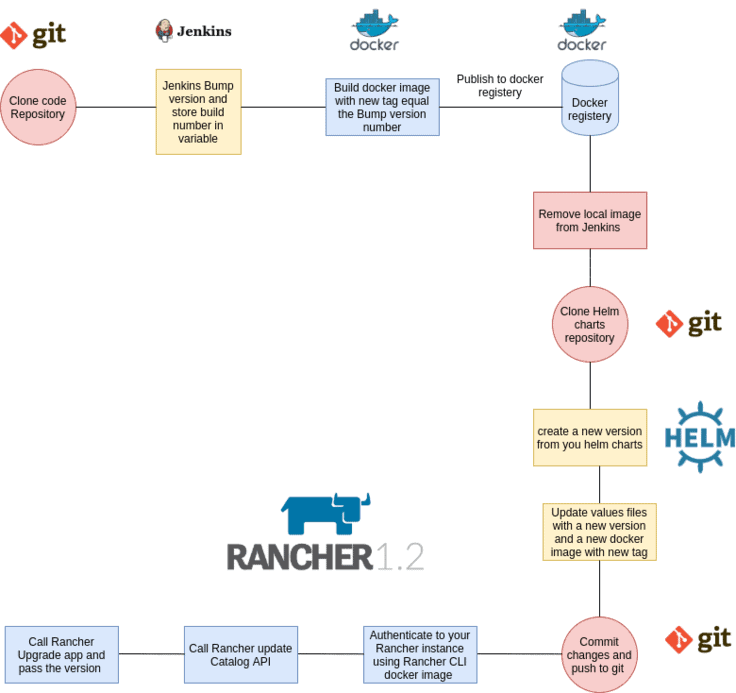 git
Jenkins
docker
docker
Clone code
Repository
Jenkins Bump
version and
store build
number in
variable
Build docker image
with new tag equal
the Bump version
number
Publish to docker
registery
Docker
registery
Remove local image
from Jenkins
Clone Helm
charts
repository
git
create a new version
from you helm charts
HELM
Update values files
with a new version
and a new docker
image with new tag
RANCHER 1.2
Call Rancher
Upgrade app and
pass the version
Call Rancher update
Catalog API
Authenticate to your
Rancher instance
using Rancher CLI
docker image
Commit
changes and
push to git
git